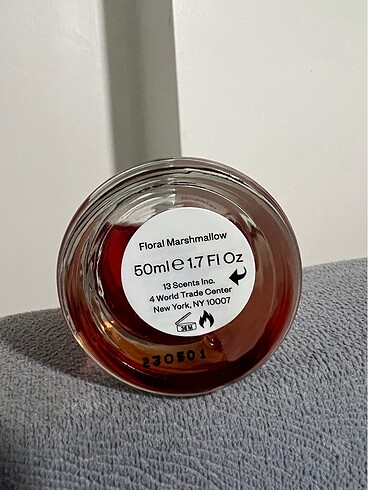 Floral Marshmallow
50ml ℮ 1.7 Fl Oz
13 Scents Inc.
4 World Trade Center
New York, NY 10007
36 M
230501